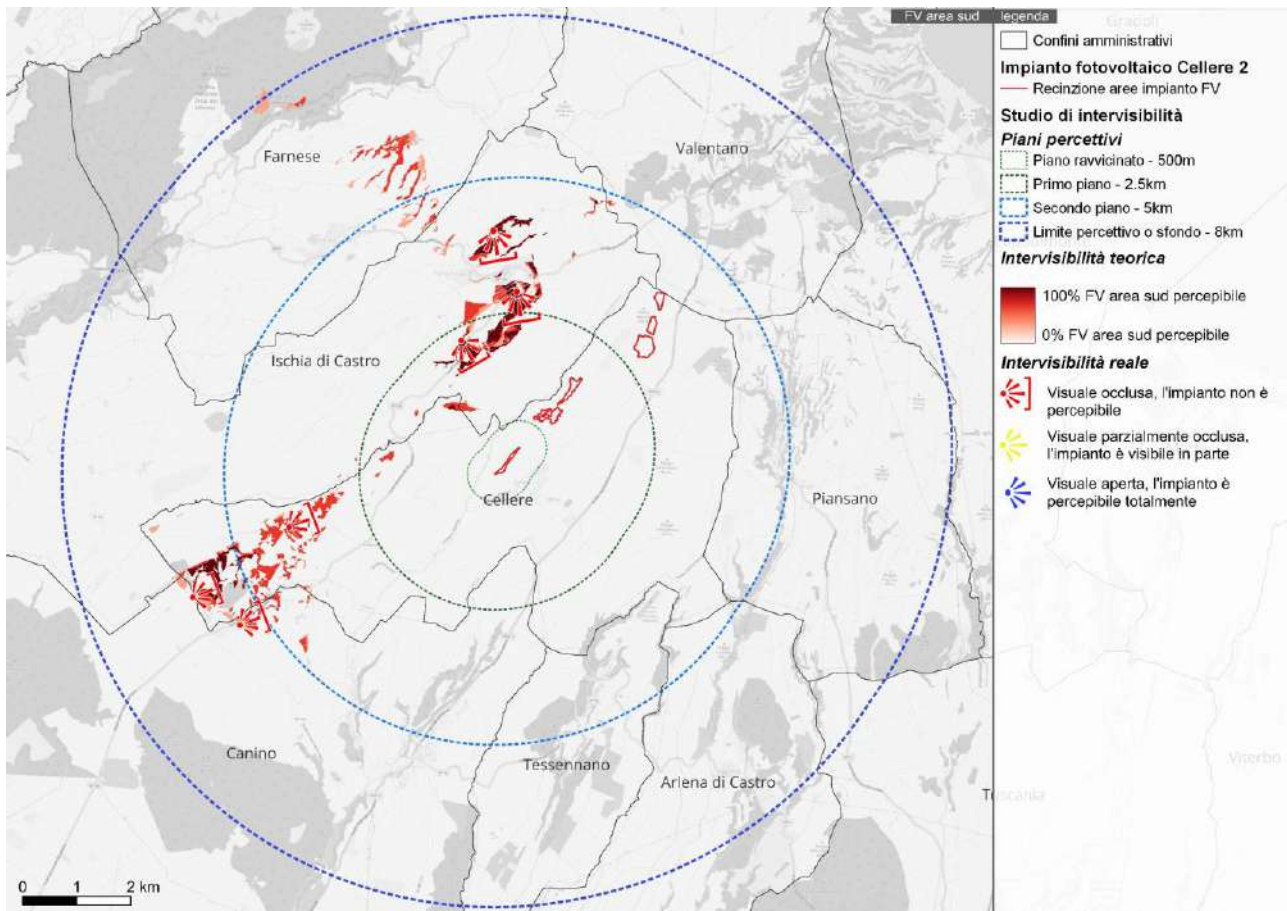 FV area sud legenda
Gradoli
Confini amministrativi
Impianto fotovoltaico Cellere 2
Recinzione aree impianto FV
Studio di intervisibilità
Piani percettivi
Piano ravvicinato - 500m
Primo piano - 2.5km
Secondo piano - 5km
Limite percettivo o sfondo - 8km
Intervisibilità teorica
100% FV area sud percepibile
0% FV area sud percepibile
Intervisibilità reale
Visuale occlusa, l'impianto non è
percepibile
Visuale parzialmente occlusa,
l'impianto è visibile in parte
Visuale aperta, l'impianto è
percepibile totalmente
Farnese
Valentano
Ischia di Castro
Cellere
Piansano
Canino
Tessennano
Arlena di Castro
Tuscania
Viterbo
0 1 2 km